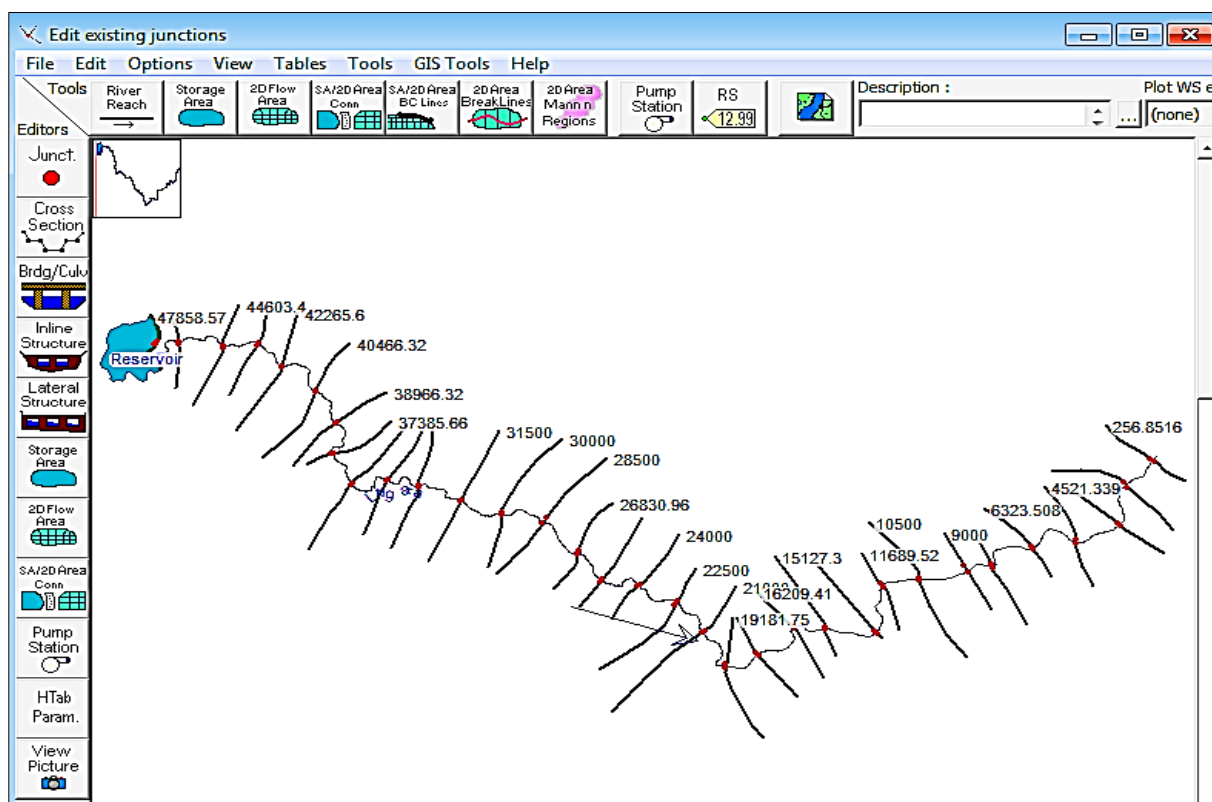 Edit existing junctions
File Edit Options View Tables Tools GIS Tools Help
Tools
Editors
River
Reach
Storage
Area
2D Flow
Area
SA/2D Area
Conn
SA/2D Area
BC Lines
2D Area
BreakLines
2D Area
Mann n
Regions
Pump
Station
RS
12.99
Description :
...
Plot WS e
(none)
Junct.
Cross
Section
Brdg/Culv
Inline
Structure
Lateral
Structure
Storage
Area
2D Flow
Area
SA/2D Area
Conn
Pump
Station
HTab
Param.
View
Picture
47858.57
44603.4
42265.6
Reservoir
40466.32
38966.32
37385.66
31500
30000
28500
26830.96
24000
22500
16209.41
19181.75
15127.3
10500
11689.52
9000
6323.508
4521.339
256.8516